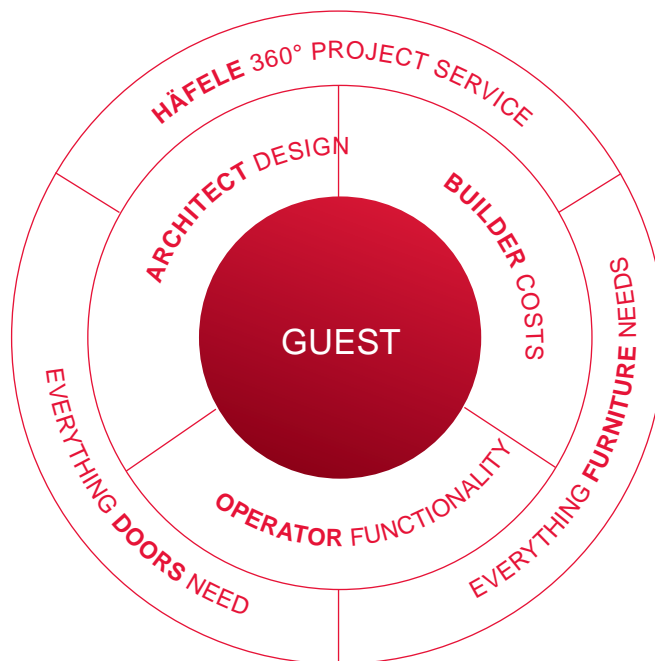 HÄFELE 360° PROJECT SERVICE
ARCHITECT DESIGN
BUILDER COSTS
GUEST
OPERATOR FUNCTIONALITY
EVERYTHING DOORS NEED
EVERYTHING FURNITURE NEEDS